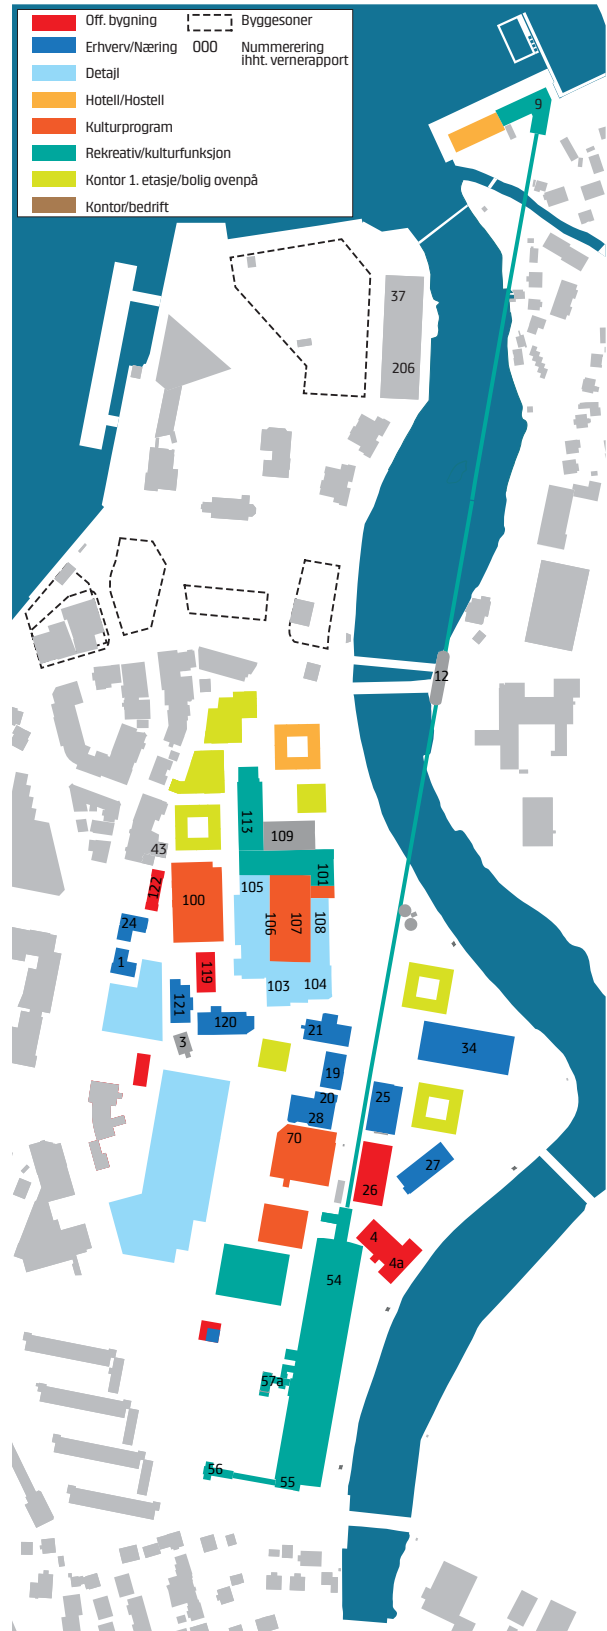 Off. bygning
Byggesoner
Erhverv/Næring
000
Nummerering
ihht. vernerapport
Detajl
Hotell/Hostell
Kulturprogram
Rekreativ/kulturfunksjon
Kontor 1. etasje/bolig ovenpå
Kontor/bedrift
9
37
206
12
113
109
43
101
122
105
100
106
107
108
24
1
119
103
104
121
120
21
3
34
19
20
25
28
70
27
26
4
4a
54
57a
56
55